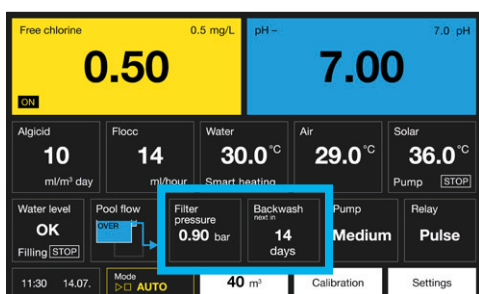 Free chlorine 0.5 mg/L
0.50
ON
pH – 7.0 pH
7.00
Algicid
10
ml/m³ day
Flocc
14
ml/hour
Water
30.0 °C
Smart heating
Air
29.0 °C
Solar
36.0 °C
Pump STOP
Water level
OK
Filling STOP
Pool flow
OVER
Filter
pressure
0.90 bar
Backwash
next in
14
days
Pump
Medium
Relay
Pulse
11:30 14.07.
Mode
AUTO
40 m³
Calibration
Settings